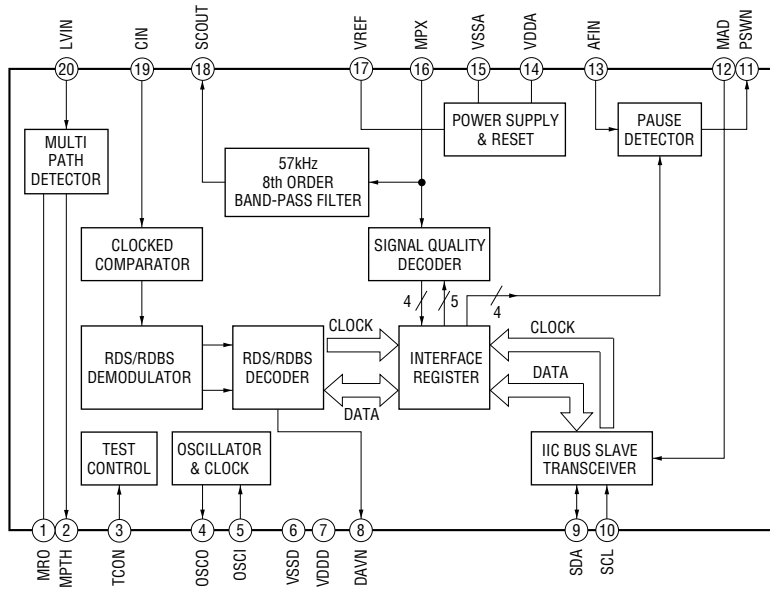 LVIN
CIN
SCOUT
VREF
MPX
VSSA
VDDA
AFIN
MAD
PSWN
20
19
18
17
16
15
14
13
12
11
MULTI
PATH
DETECTOR
57kHz
8th ORDER
BAND-PASS FILTER
POWER SUPPLY
& RESET
PAUSE
DETECTOR
CLOCKED
COMPARATOR
SIGNAL QUALITY
DECODER
4
5
4
RDS/RDBS
DEMODULATOR
RDS/RDBS
DECODER
CLOCK
DATA
INTERFACE
REGISTER
CLOCK
DATA
TEST
CONTROL
OSCILLATOR
& CLOCK
IIC BUS SLAVE
TRANSCEIVER
1
2
3
4
5
6
7
8
9
10
MRO
MPTH
TCON
OSCO
OSCI
VSSD
VDDD
DAVN
SDA
SCL